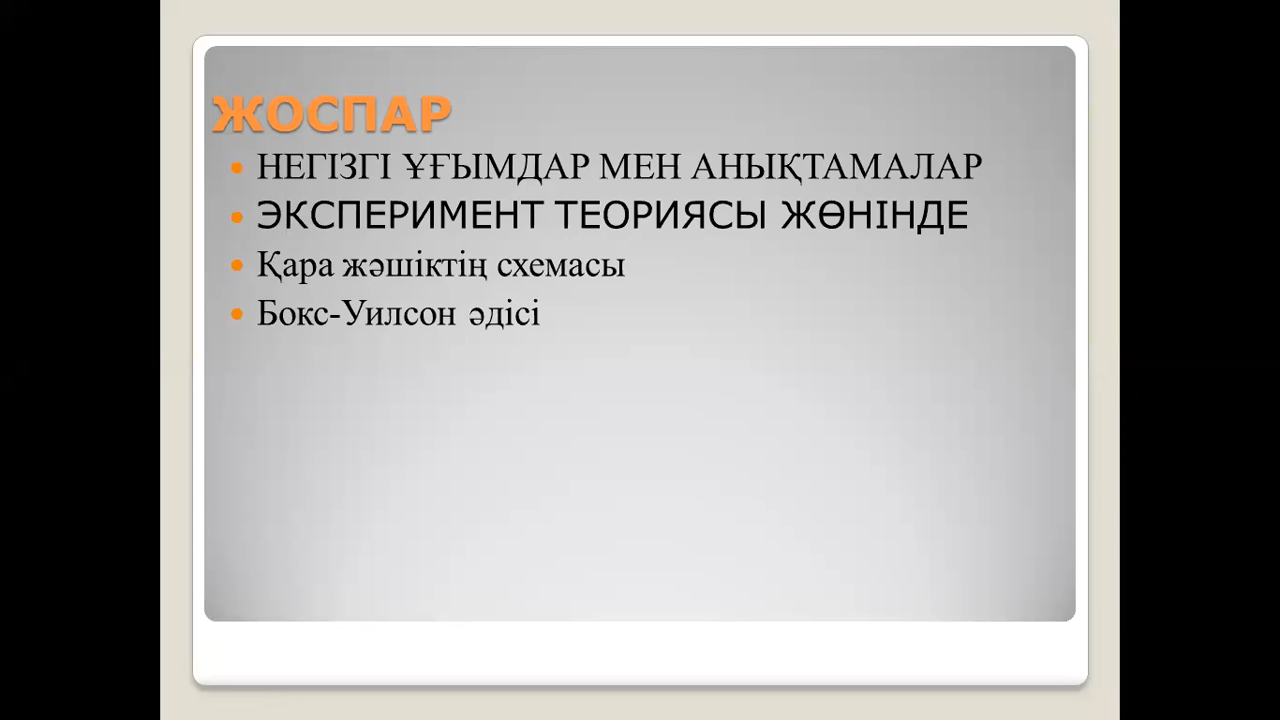 ЖОСПАР
• НЕГІЗГІ ҰҒЫМДАР МЕН АНЫҚТАМАЛАР
• ЭКСПЕРИМЕНТ ТЕОРИЯСЫ ЖӨНІНДЕ
• Қара жәшіктің схемасы
• Бокс-Уилсон әдісі